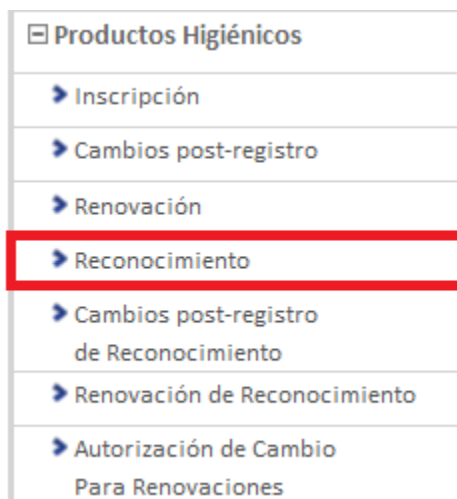 Productos Higiénicos
Inscripción
Cambios post-registro
Renovación
Reconocimiento
Cambios post-registro
de Reconocimiento
Renovación de Reconocimiento
Autorización de Cambio
Para Renovaciones